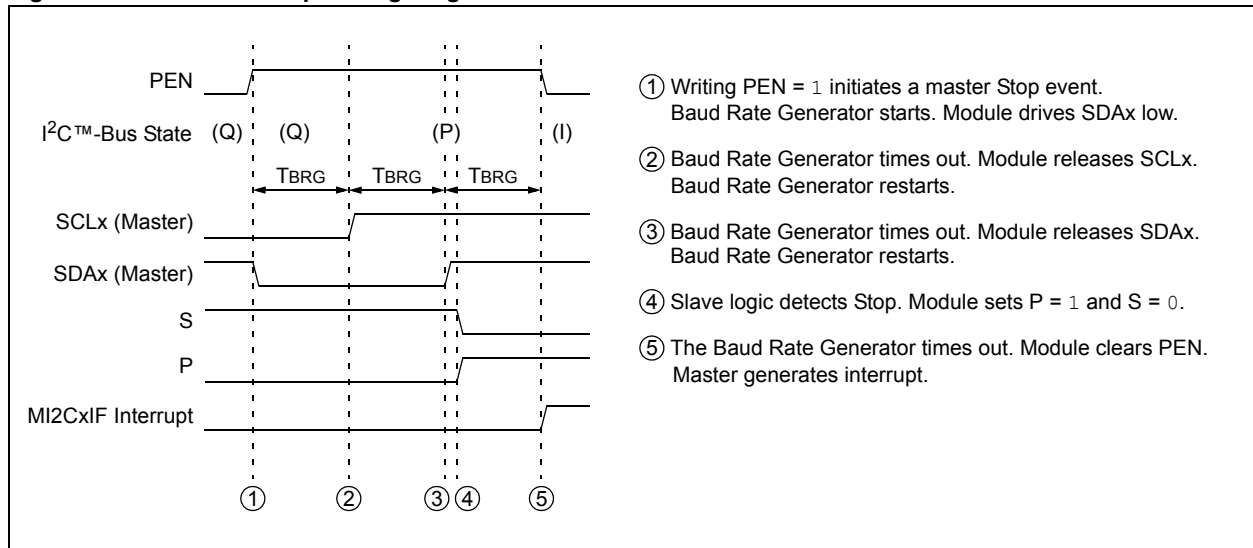 PEN
I2C™-Bus State (Q) (Q) (P) (I)
TBRG TBRG TBRG
SCLx (Master)
SDAx (Master)
S
P
MI2CxIF Interrupt
1 2 3 4 5
1 Writing PEN = 1 initiates a master Stop event.
Baud Rate Generator starts. Module drives SDAx low.
2 Baud Rate Generator times out. Module releases SCLx.
Baud Rate Generator restarts.
3 Baud Rate Generator times out. Module releases SDAx.
Baud Rate Generator restarts.
4 Slave logic detects Stop. Module sets P = 1 and S = 0.
5 The Baud Rate Generator times out. Module clears PEN.
Master generates interrupt.